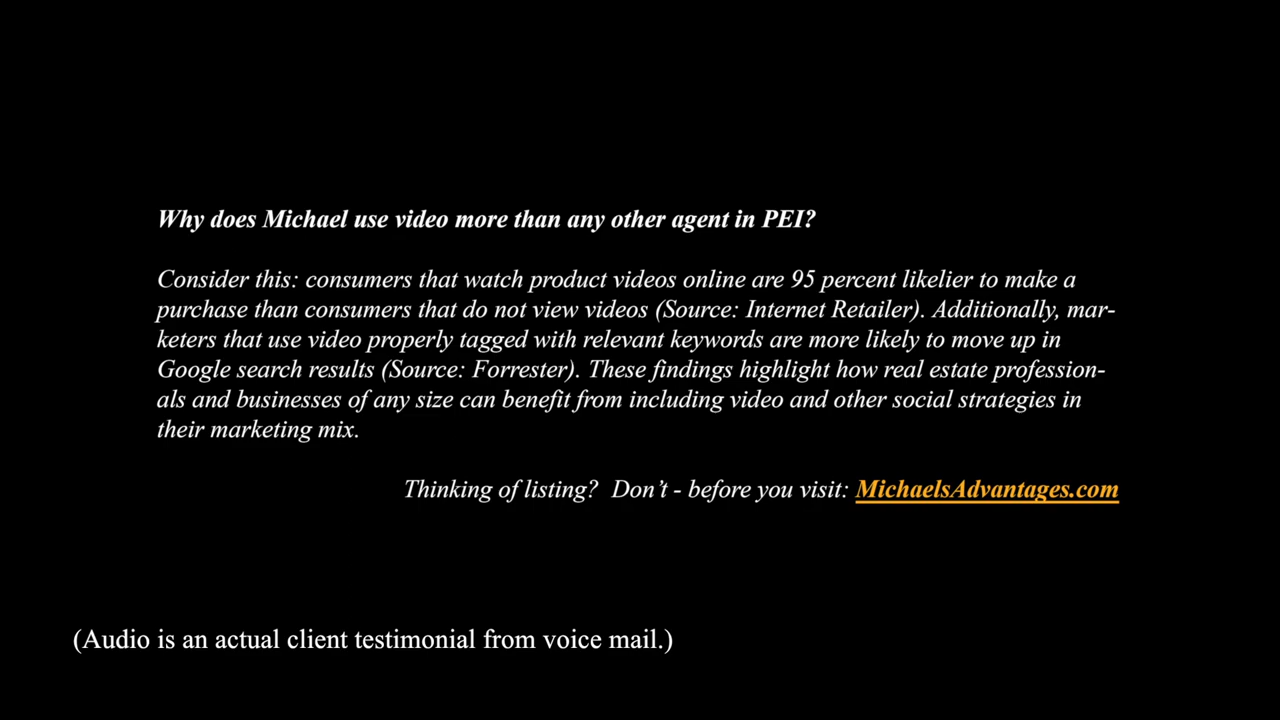 Why does Michael use video more than any other agent in PEI?
Consider this: consumers that watch product videos online are 95 percent likelier to make a
purchase than consumers that do not view videos (Source: Internet Retailer). Additionally, mar-
keters that use video properly tagged with relevant keywords are more likely to move up in
Google search results (Source: Forrester). These findings highlight how real estate profession-
als and businesses of any size can benefit from including video and other social strategies in
their marketing mix.
Thinking of listing?  Don’t - before you visit: MichaelsAdvantages.com
(Audio is an actual client testimonial from voice mail.)